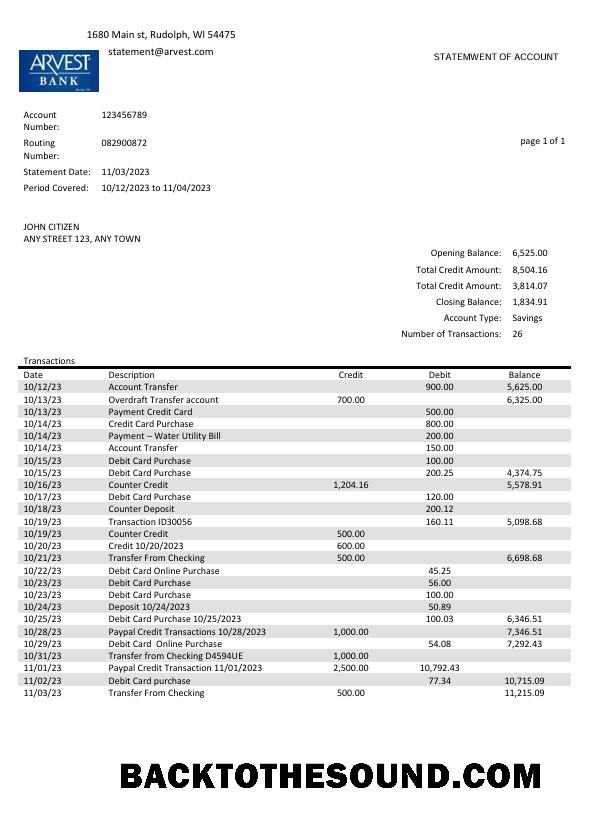 1680 Main st, Rudolph, Wl 54475
statement@arvest.com
STATEMWENT OF ACCOUNT
ARVEST
BANK
Account Number: 123456789
Routing Number: 082900872
page 1 of 1
Statement Date: 11/03/2023
Period Covered: 10/12/2023 to 11/04/2023
JOHN CITIZEN
ANY STREET 123, ANY TOWN
Opening Balance: 6,525.00
Total Credit Amount: 8,504.16
Total Credit Amount: 3,814.07
Closing Balance: 1,834.91
Account Type: Savings
Number of Transactions: 26
Transactions
Date Description Credit Debit Balance
10/12/23 Account Transfer 900.00 5,625.00
10/13/23 Overdraft Transfer account 700.00 6,325.00
10/13/23 Payment Credit Card 500.00
10/14/23 Credit Card Purchase 800.00
10/14/23 Payment – Water Utility Bill 200.00
10/14/23 Account Transfer 150.00
10/15/23 Debit Card Purchase 100.00
10/15/23 Debit Card Purchase 200.25 4,374.75
10/16/23 Counter Credit 1,204.16 5,578.91
10/17/23 Debit Card Purchase 120.00
10/18/23 Counter Deposit 200.12
10/19/23 Transaction ID30056 160.11 5,098.68
10/19/23 Counter Credit 500.00
10/20/23 Credit 10/20/2023 600.00
10/21/23 Transfer From Checking 500.00 6,698.68
10/22/23 Debit Card Online Purchase 45.25
10/23/23 Debit Card Purchase 56.00
10/23/23 Debit Card Purchase 100.00
10/24/23 Deposit 10/24/2023 50.89
10/25/23 Debit Card Purchase 10/25/2023 100.03 6,346.51
10/28/23 Paypal Credit Transactions 10/28/2023 1,000.00 7,346.51
10/29/23 Debit Card Online Purchase 54.08 7,292.43
10/31/23 Transfer from Checking D4594UE 1,000.00
11/01/23 Paypal Credit Transaction 11/01/2023 2,500.00 10,792.43
11/02/23 Debit Card purchase 77.34 10,715.09
11/03/23 Transfer From Checking 500.00 11,215.09
BACKTOTHESOUND.COM